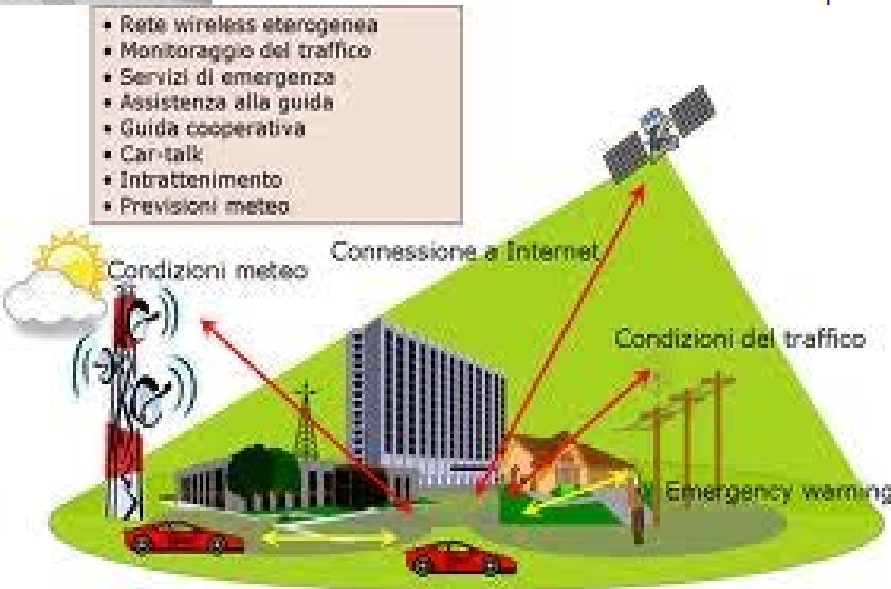 • Rete wireless eterogenea
• Monitoraggio del traffico
• Servizi di emergenza
• Assistenza alla guida
• Guida cooperativa
• Car-talk
• Intrattenimento
• Previsioni meteo
Connessione a Internet
Condizioni meteo
Condizioni del traffico
Emergency warning